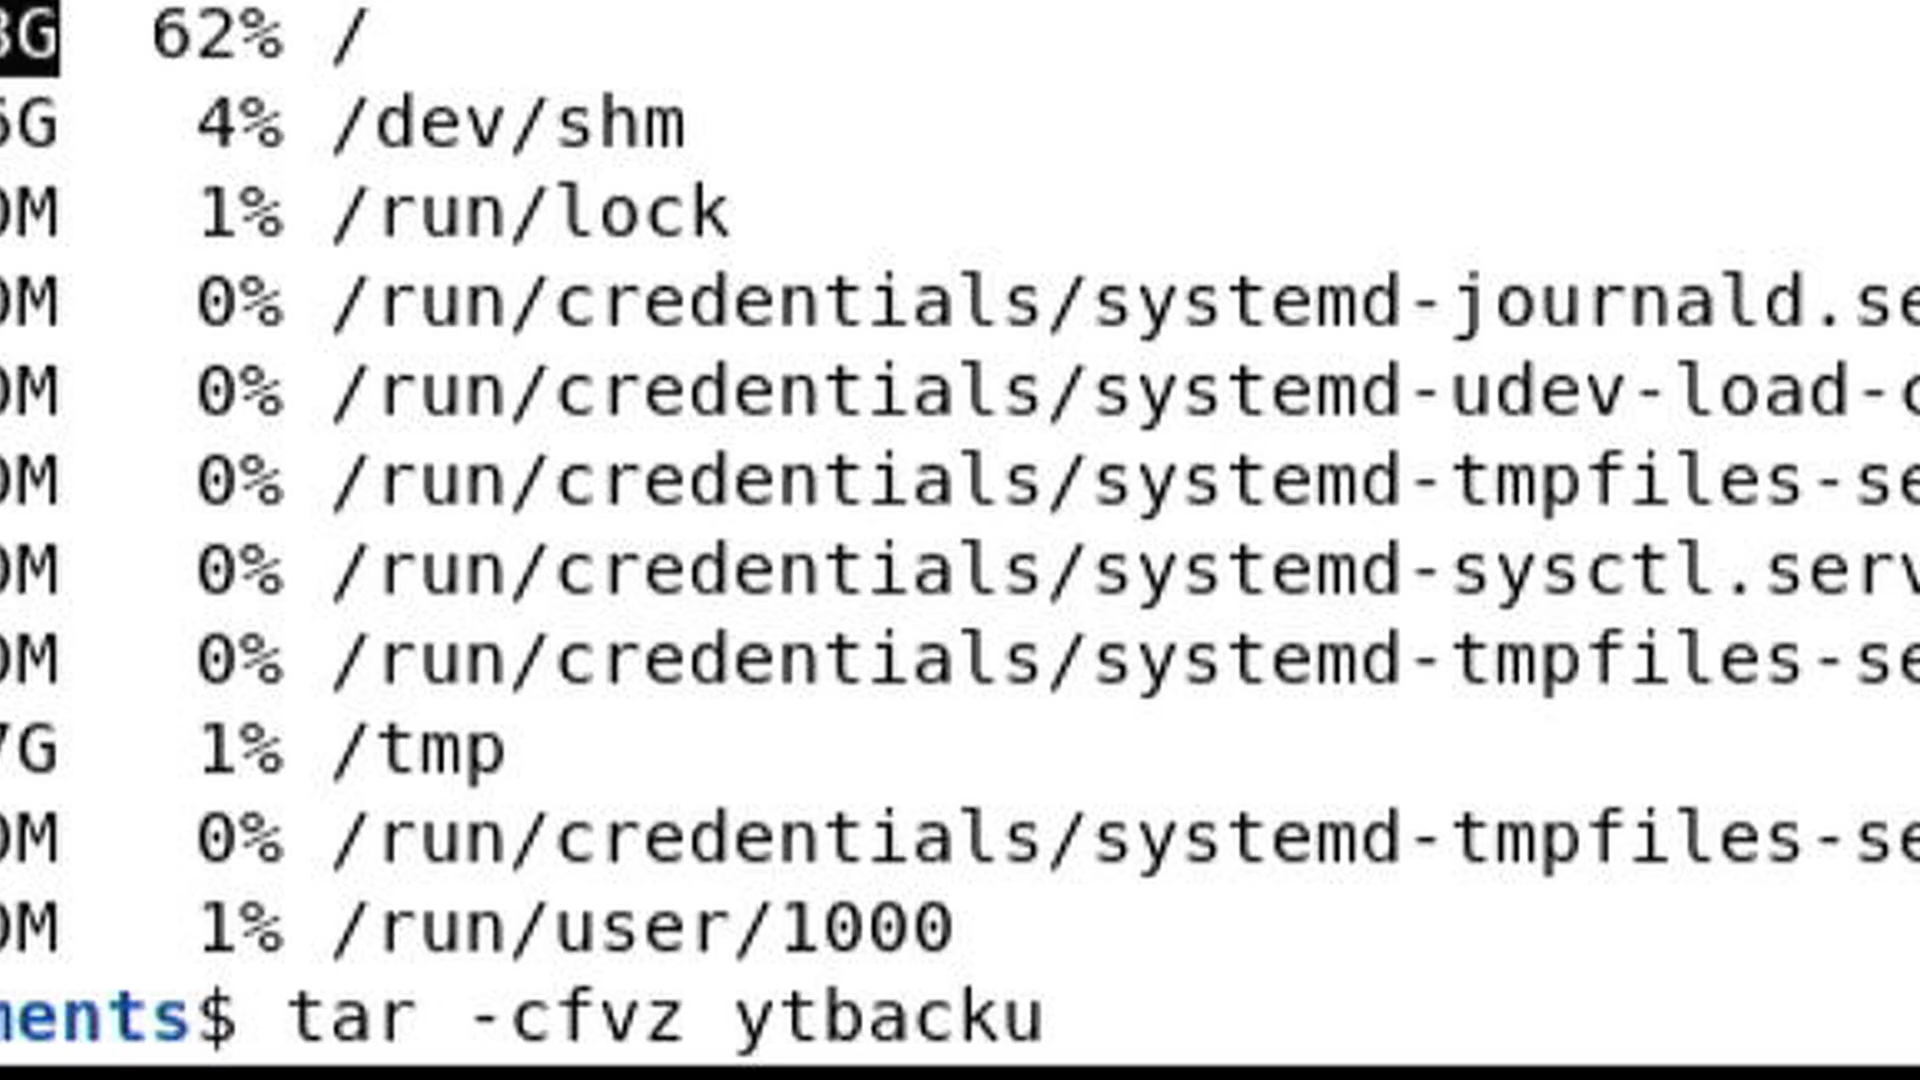 3G 62% /
5G 4% /dev/shm
0M 1% /run/lock
0M 0% /run/credentials/systemd-journald.se
0M 0% /run/credentials/systemd-udev-load-c
0M 0% /run/credentials/systemd-tmpfiles-se
0M 0% /run/credentials/systemd-sysctl.serv
0M 0% /run/credentials/systemd-tmpfiles-se
7G 1% /tmp
0M 0% /run/credentials/systemd-tmpfiles-se
0M 1% /run/user/1000
ments$ tar -cfvz ytbacku